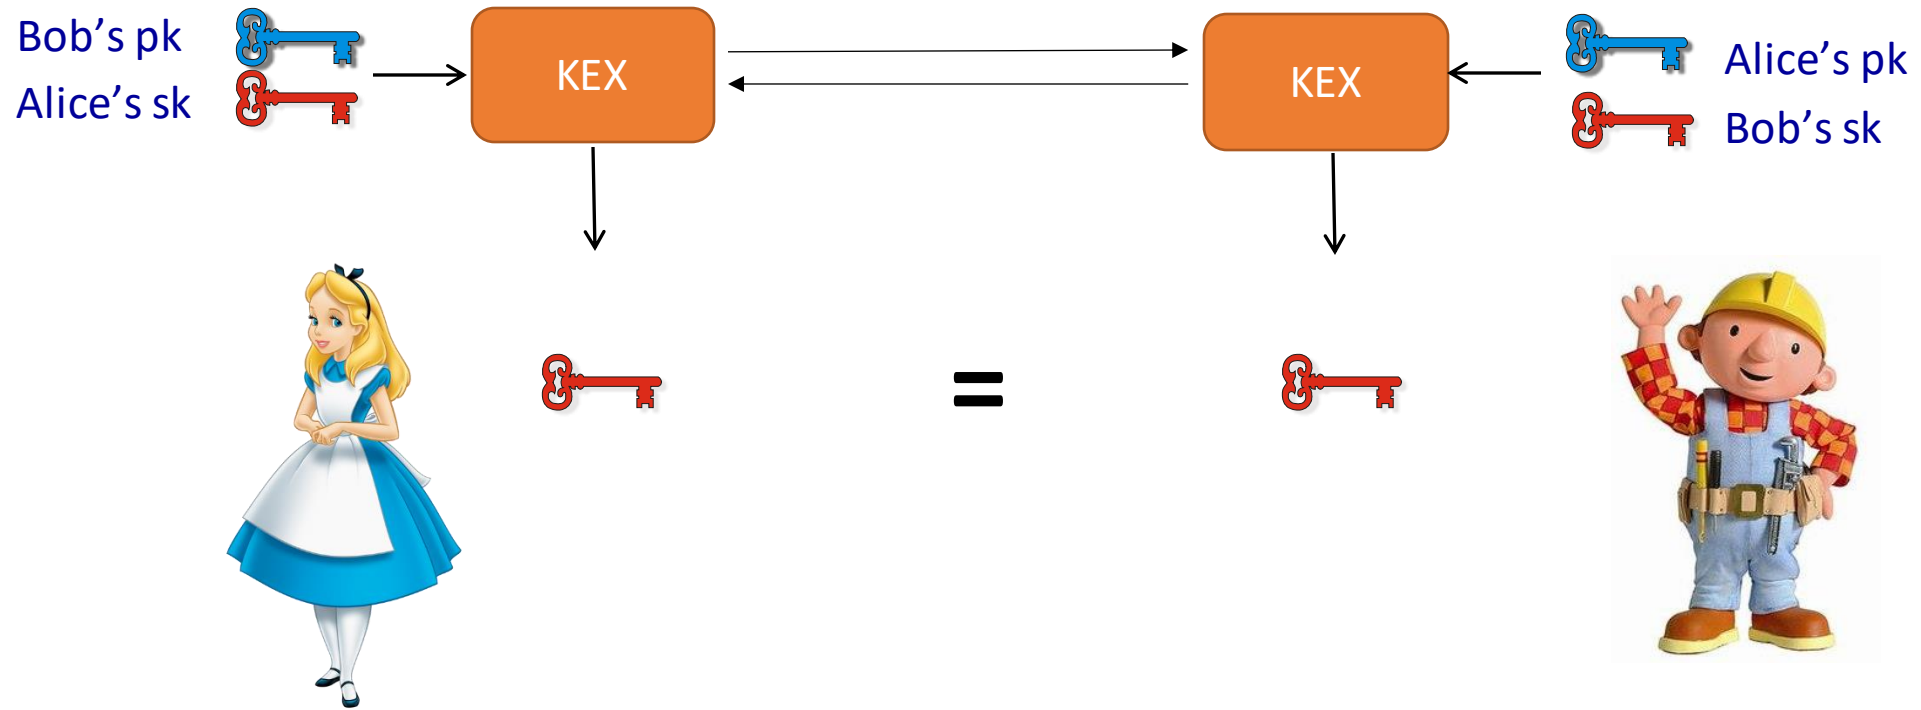 Bob’s pk
Alice’s sk
KEX
KEX
Alice’s pk
Bob’s sk
=